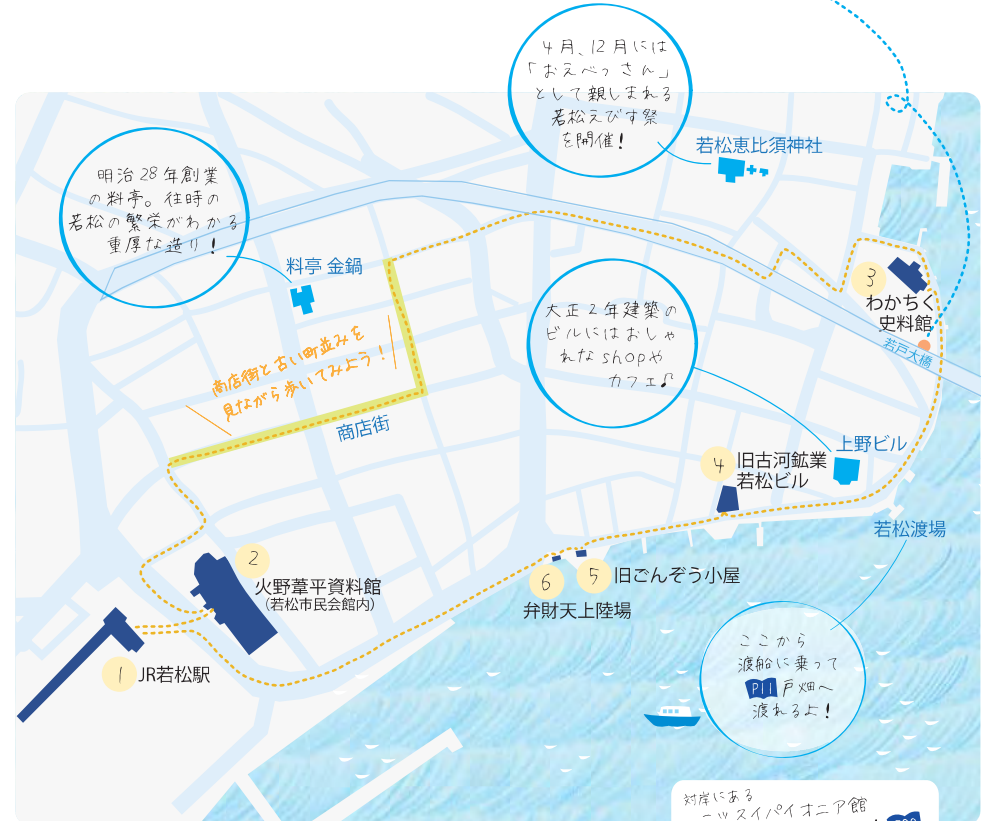 4月、12月には
「おえべっさん」
として親しまれる
若松えびす祭
を開催!
若松恵比須神社
明治28年創業
の料亭。往時の
若松の繁栄がわかる
重厚な造り!
料亭 金鍋
大正2年建築の
ビルにはおしゃ
れなshopや
カフェ♫
3
わかちく
史料館
若戸大橋
商店街と古い町並みを
見ながら歩いてみよう!
商店街
4
旧古河鉱業
若松ビル
上野ビル
若松渡場
2
火野葦平資料館
(若松市民会館内)
6
弁財天上陸場
5
旧ごんぞう小屋
1
JR若松駅
ここから
渡船に乗って
P11 戸畑へ
渡れるよ!
対岸にある
ニッスイパイオニア館